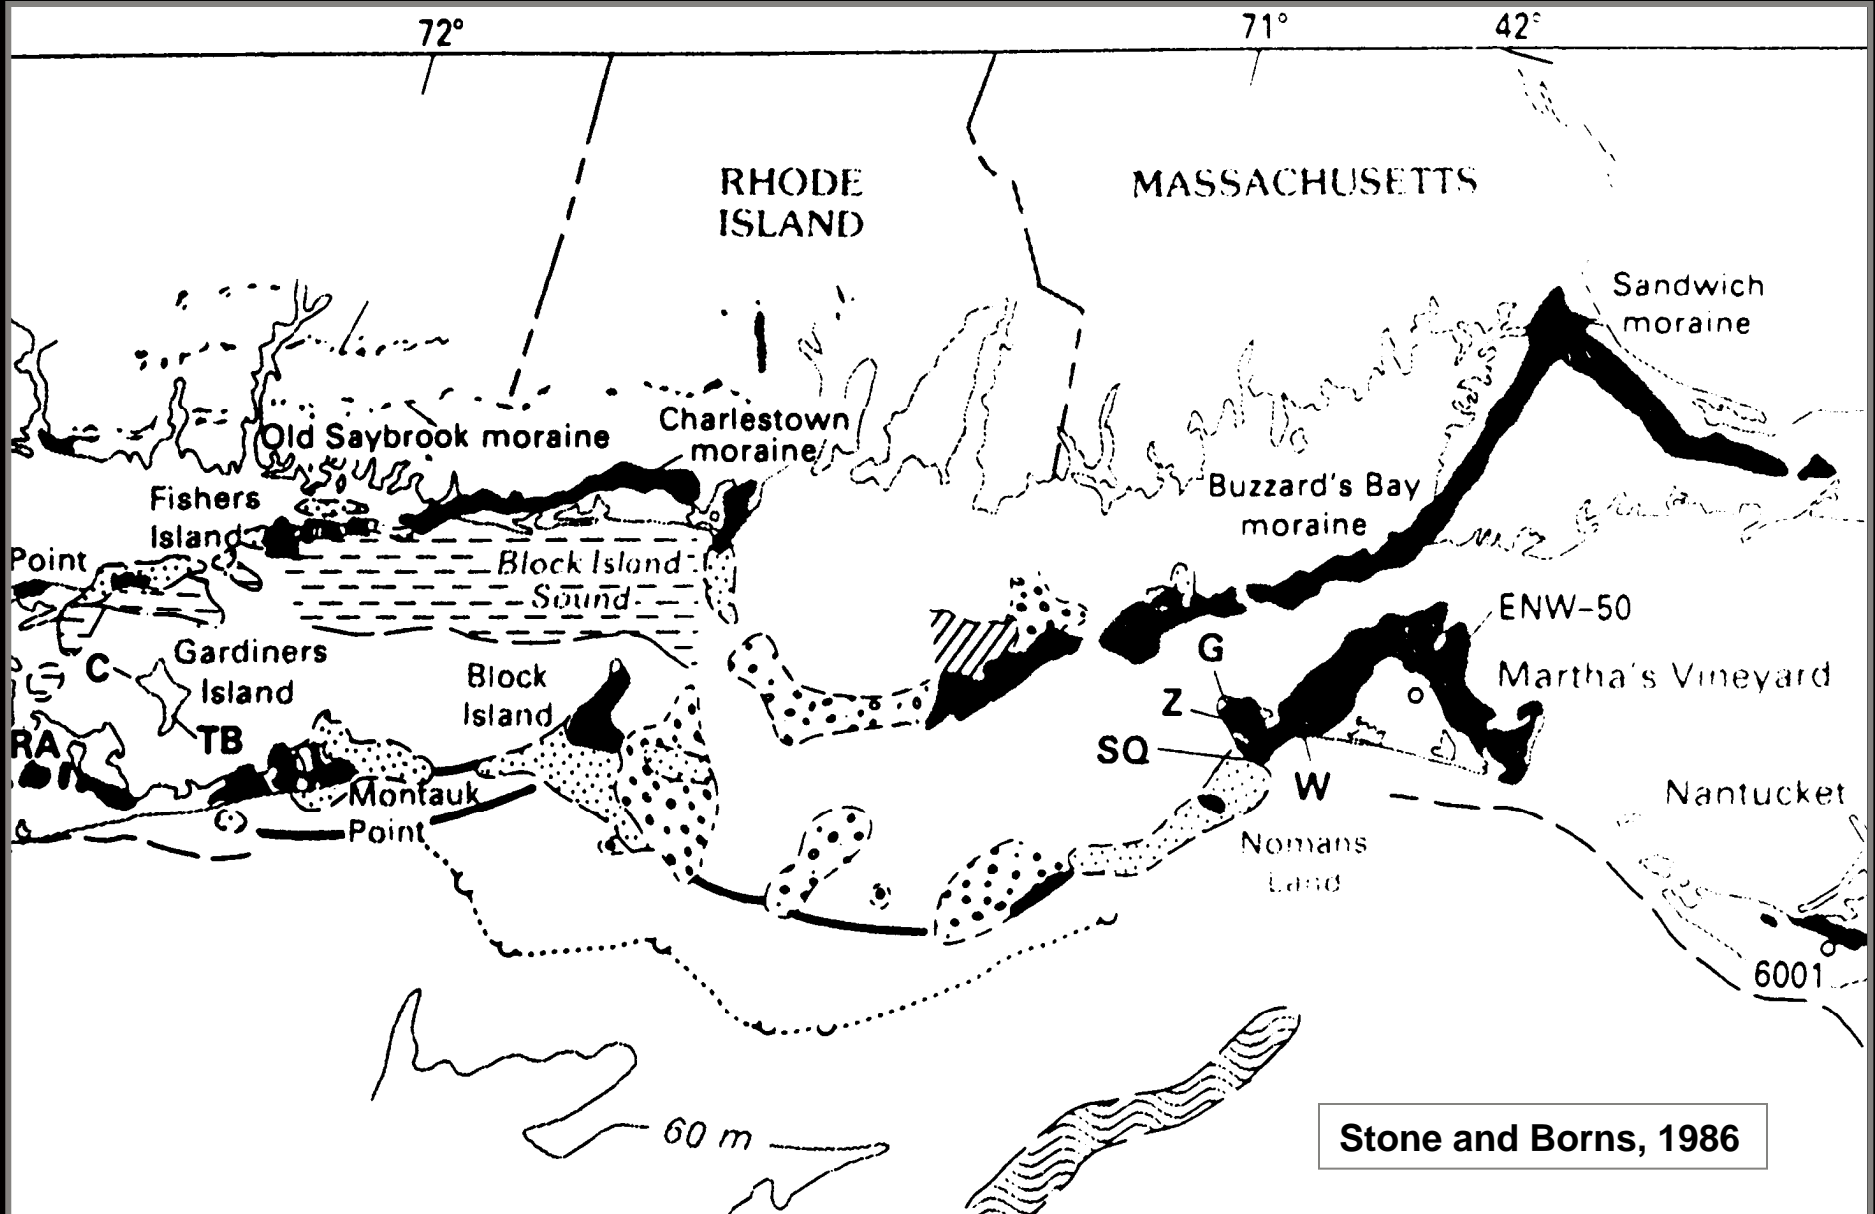 72°
71°
42°
RHODE
ISLAND
MASSACHUSETTS
Sandwich
moraine
Charlestown
moraine
Old Saybrook moraine
Buzzard's Bay
moraine
Fishers
Island
Point
Block Island
Sound
ENW-50
Gardiners
Island
C
Block
Island
G
Martha's Vineyard
Z
TB
RA
SQ
W
Montauk
Point
Nantucket
Nomans
Land
6001
60 m
Stone and Borns, 1986